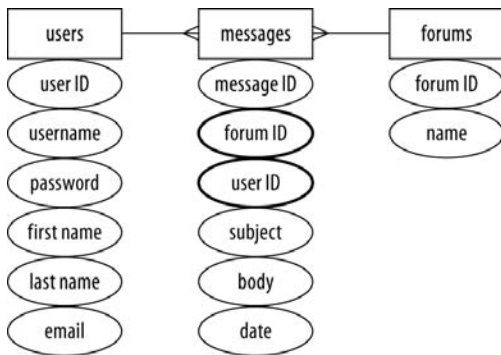 users
messages
forums
user ID
message ID
forum ID
username
forum ID
name
password
user ID
first name
subject
last name
body
email
date